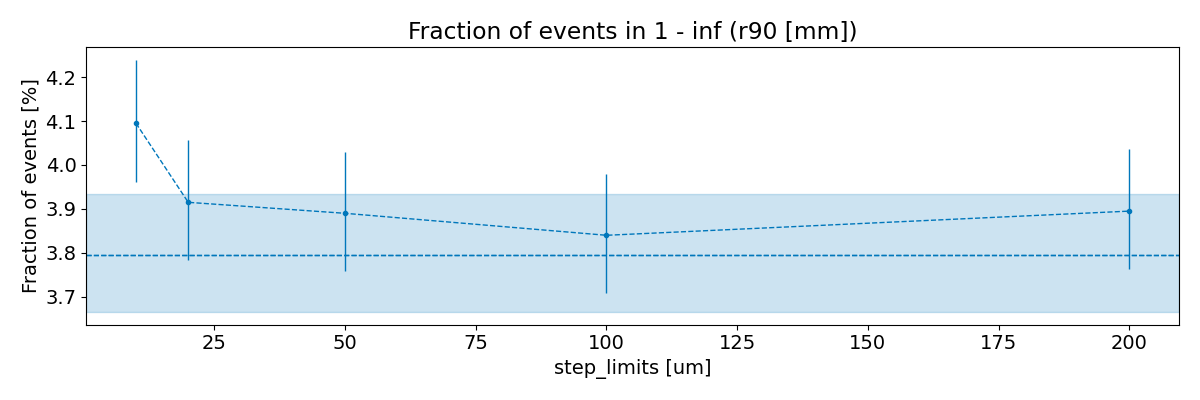 Fraction of events in 1 - inf (r90 [mm])
Fraction of events [%]
4.2
4.1
4.0
3.9
3.8
3.7
25 50 75 100 125 150 175 200
step_limits [um]